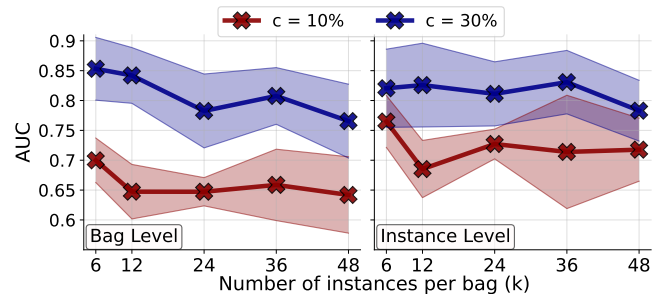 c = 10% c = 30%
AUC
0.9
0.85
0.8
0.75
0.7
0.65
0.6
Bag Level Instance Level
6 12 24 36 48 6 12 24 36 48
Number of instances per bag (k)